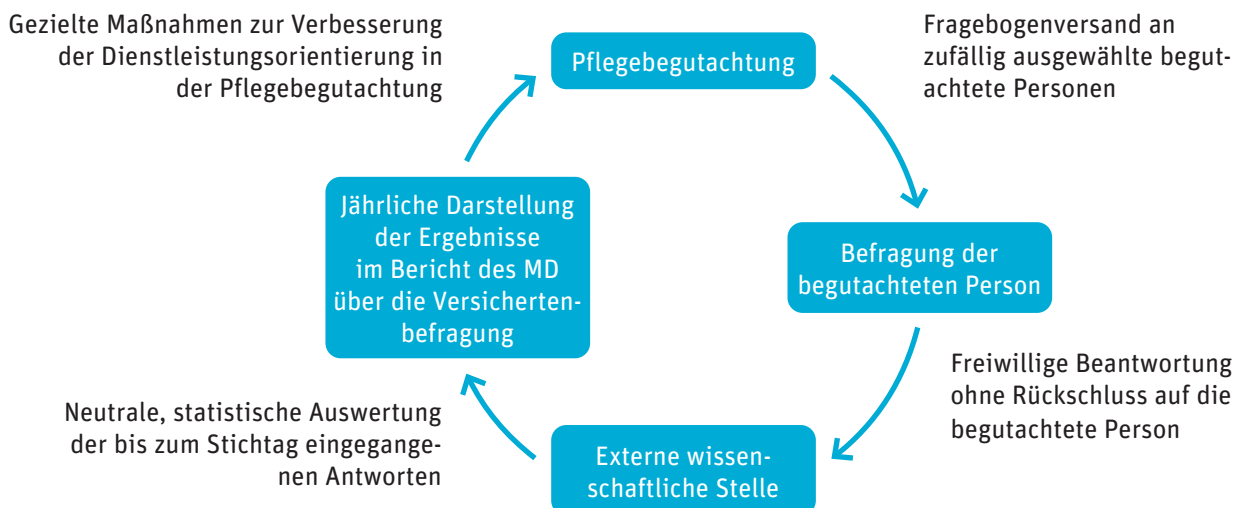 Gezielte Maßnahmen zur Verbesserung
der Dienstleistungsorientierung in
der Pflegebegutachtung
Pflegebegutachtung
Fragebogenversand an
zufällig ausgewählte begut-
achtete Personen
Befragung der
begutachteten Person
Freiwillige Beantwortung
ohne Rückschluss auf die
begutachtete Person
Externe wissen-
schaftliche Stelle
Neutrale, statistische Auswertung
der bis zum Stichtag eingegange-
nen Antworten
Jährliche Darstellung
der Ergebnisse
im Bericht des MD
über die Versicherten-
befragung